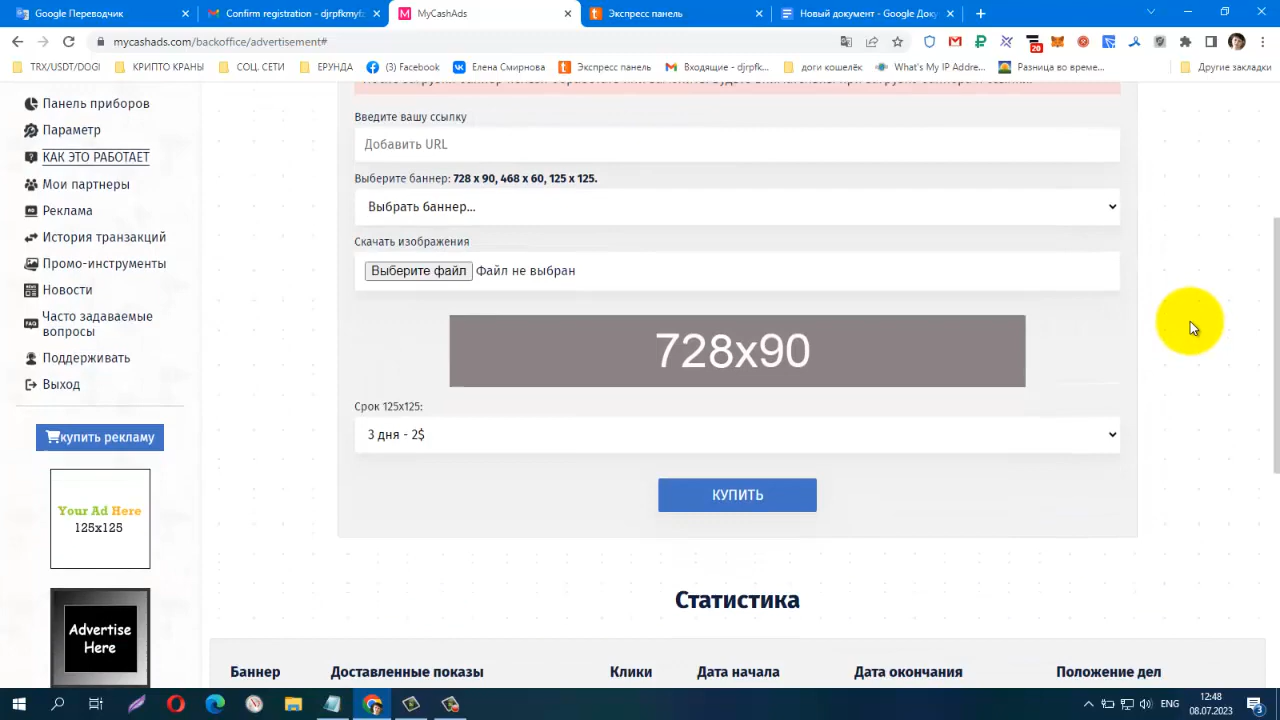 Google Переводчик
Confirm registration - djrpfkmyf
MyCashAds
Экспресс панель
Новый документ - Google Доку
mycashads.com/backoffice/advertisement#
20
TRX/USDT/DOGI
КРИПТО КРАНЫ
СОЦ. СЕТИ
ЕРУНДА
(3) Facebook
Елена Смирнова
Экспресс панель
Входящие - djrpfk...
доги кошелёк
What's My IP Addre...
Разница во време...
Другие закладки
Панель приборов
Параметр
КАК ЭТО РАБОТАЕТ
Мои партнеры
Реклама
История транзакций
Промо-инструменты
Новости
Часто задаваемые
вопросы
Поддерживать
Выход
купить рекламу
Your Ad Here
125x125
Advertise
Here
Введите вашу ссылку
Добавить URL
Выберите баннер: 728 x 90, 468 x 60, 125 x 125.
Выбрать баннер...
Скачать изображения
Выберите файл Файл не выбран
728x90
Срок 125x125:
3 дня - 2$
КУПИТЬ
Статистика
Баннер
Доставленные показы
Клики
Дата начала
Дата окончания
Положение дел
ENG
12:48
08.07.2023
3